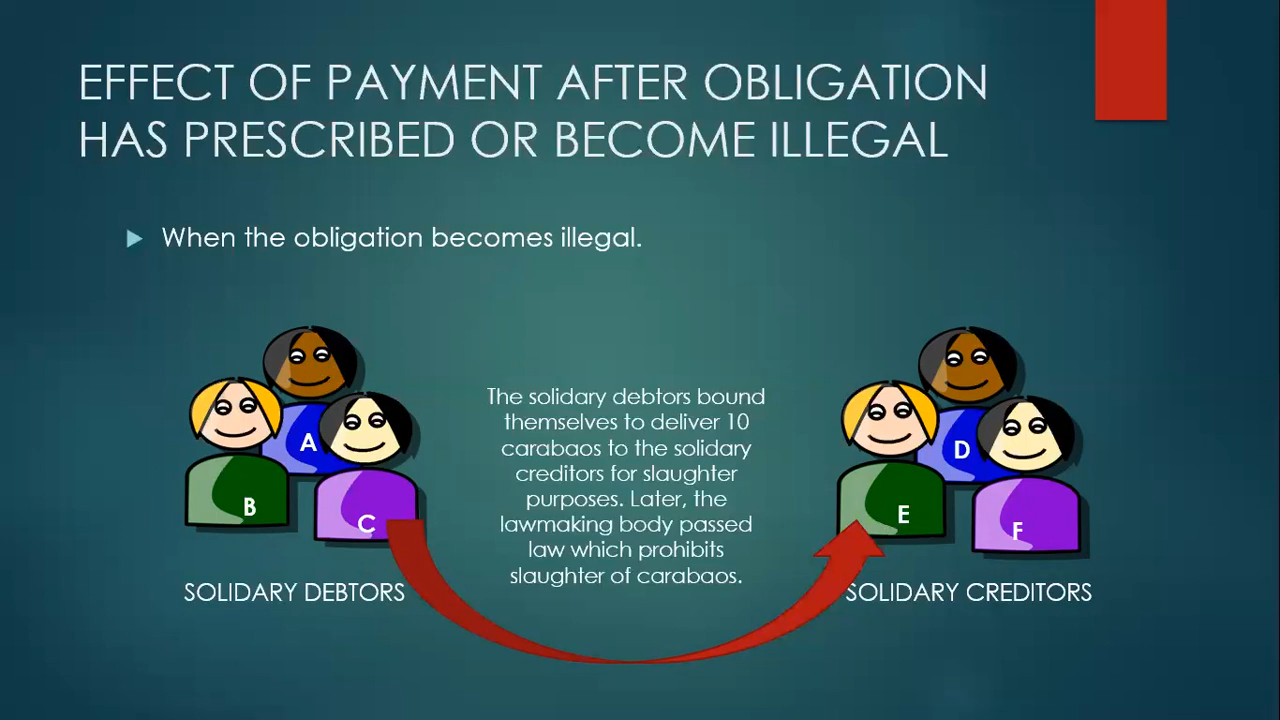 EFFECT OF PAYMENT AFTER OBLIGATION
HAS PRESCRIBED OR BECOME ILLEGAL
When the obligation becomes illegal.
The solidary debtors bound
themselves to deliver 10
carabaos to the solidary
creditors for slaughter
purposes. Later, the
lawmaking body passed
law which prohibits
slaughter of carabaos.
A
B
C
D
E
F
SOLIDARY DEBTORS
SOLIDARY CREDITORS